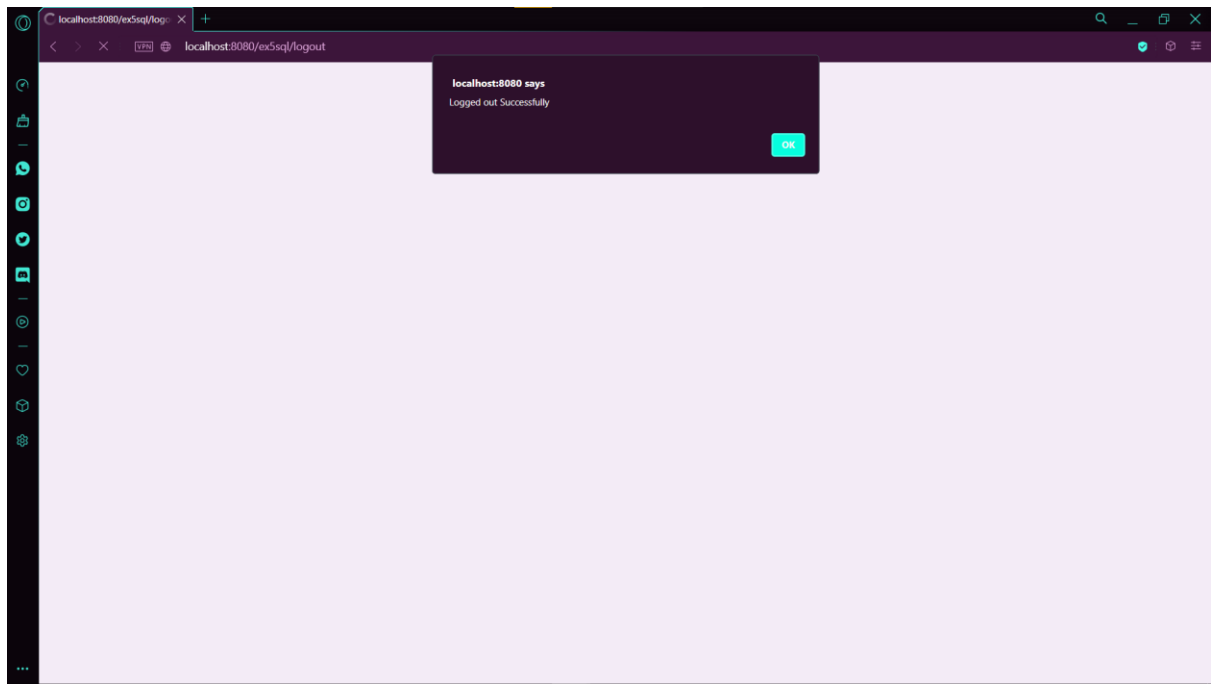 localhost:8080/ex5sql/logo
VPN localhost:8080/ex5sql/logout
localhost:8080 says
Logged out Successfully
OK